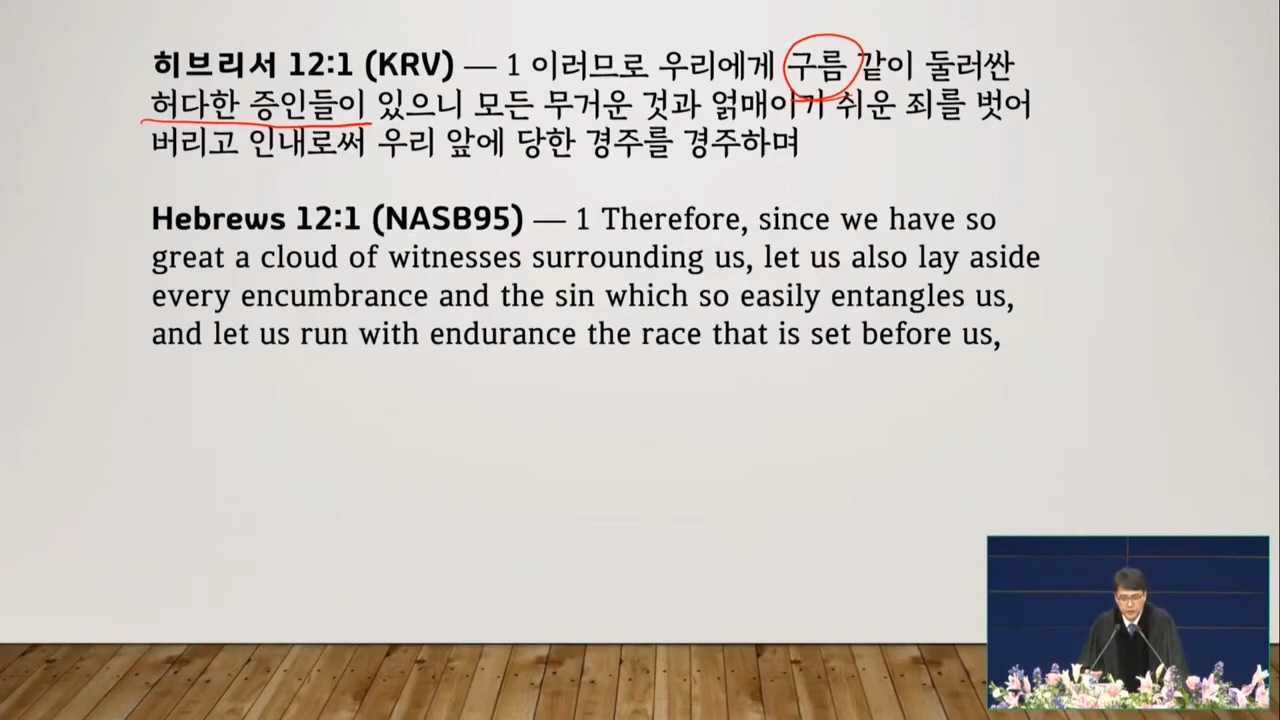 히브리서 12:1 (KRV) — 1 이러므로 우리에게 구름 같이 둘러싼
허다한 증인들이 있으니 모든 무거운 것과 얽매이기 쉬운 죄를 벗어
버리고 인내로써 우리 앞에 당한 경주를 경주하며
Hebrews 12:1 (NASB95) — 1 Therefore, since we have so
great a cloud of witnesses surrounding us, let us also lay aside
every encumbrance and the sin which so easily entangles us,
and let us run with endurance the race that is set before us,